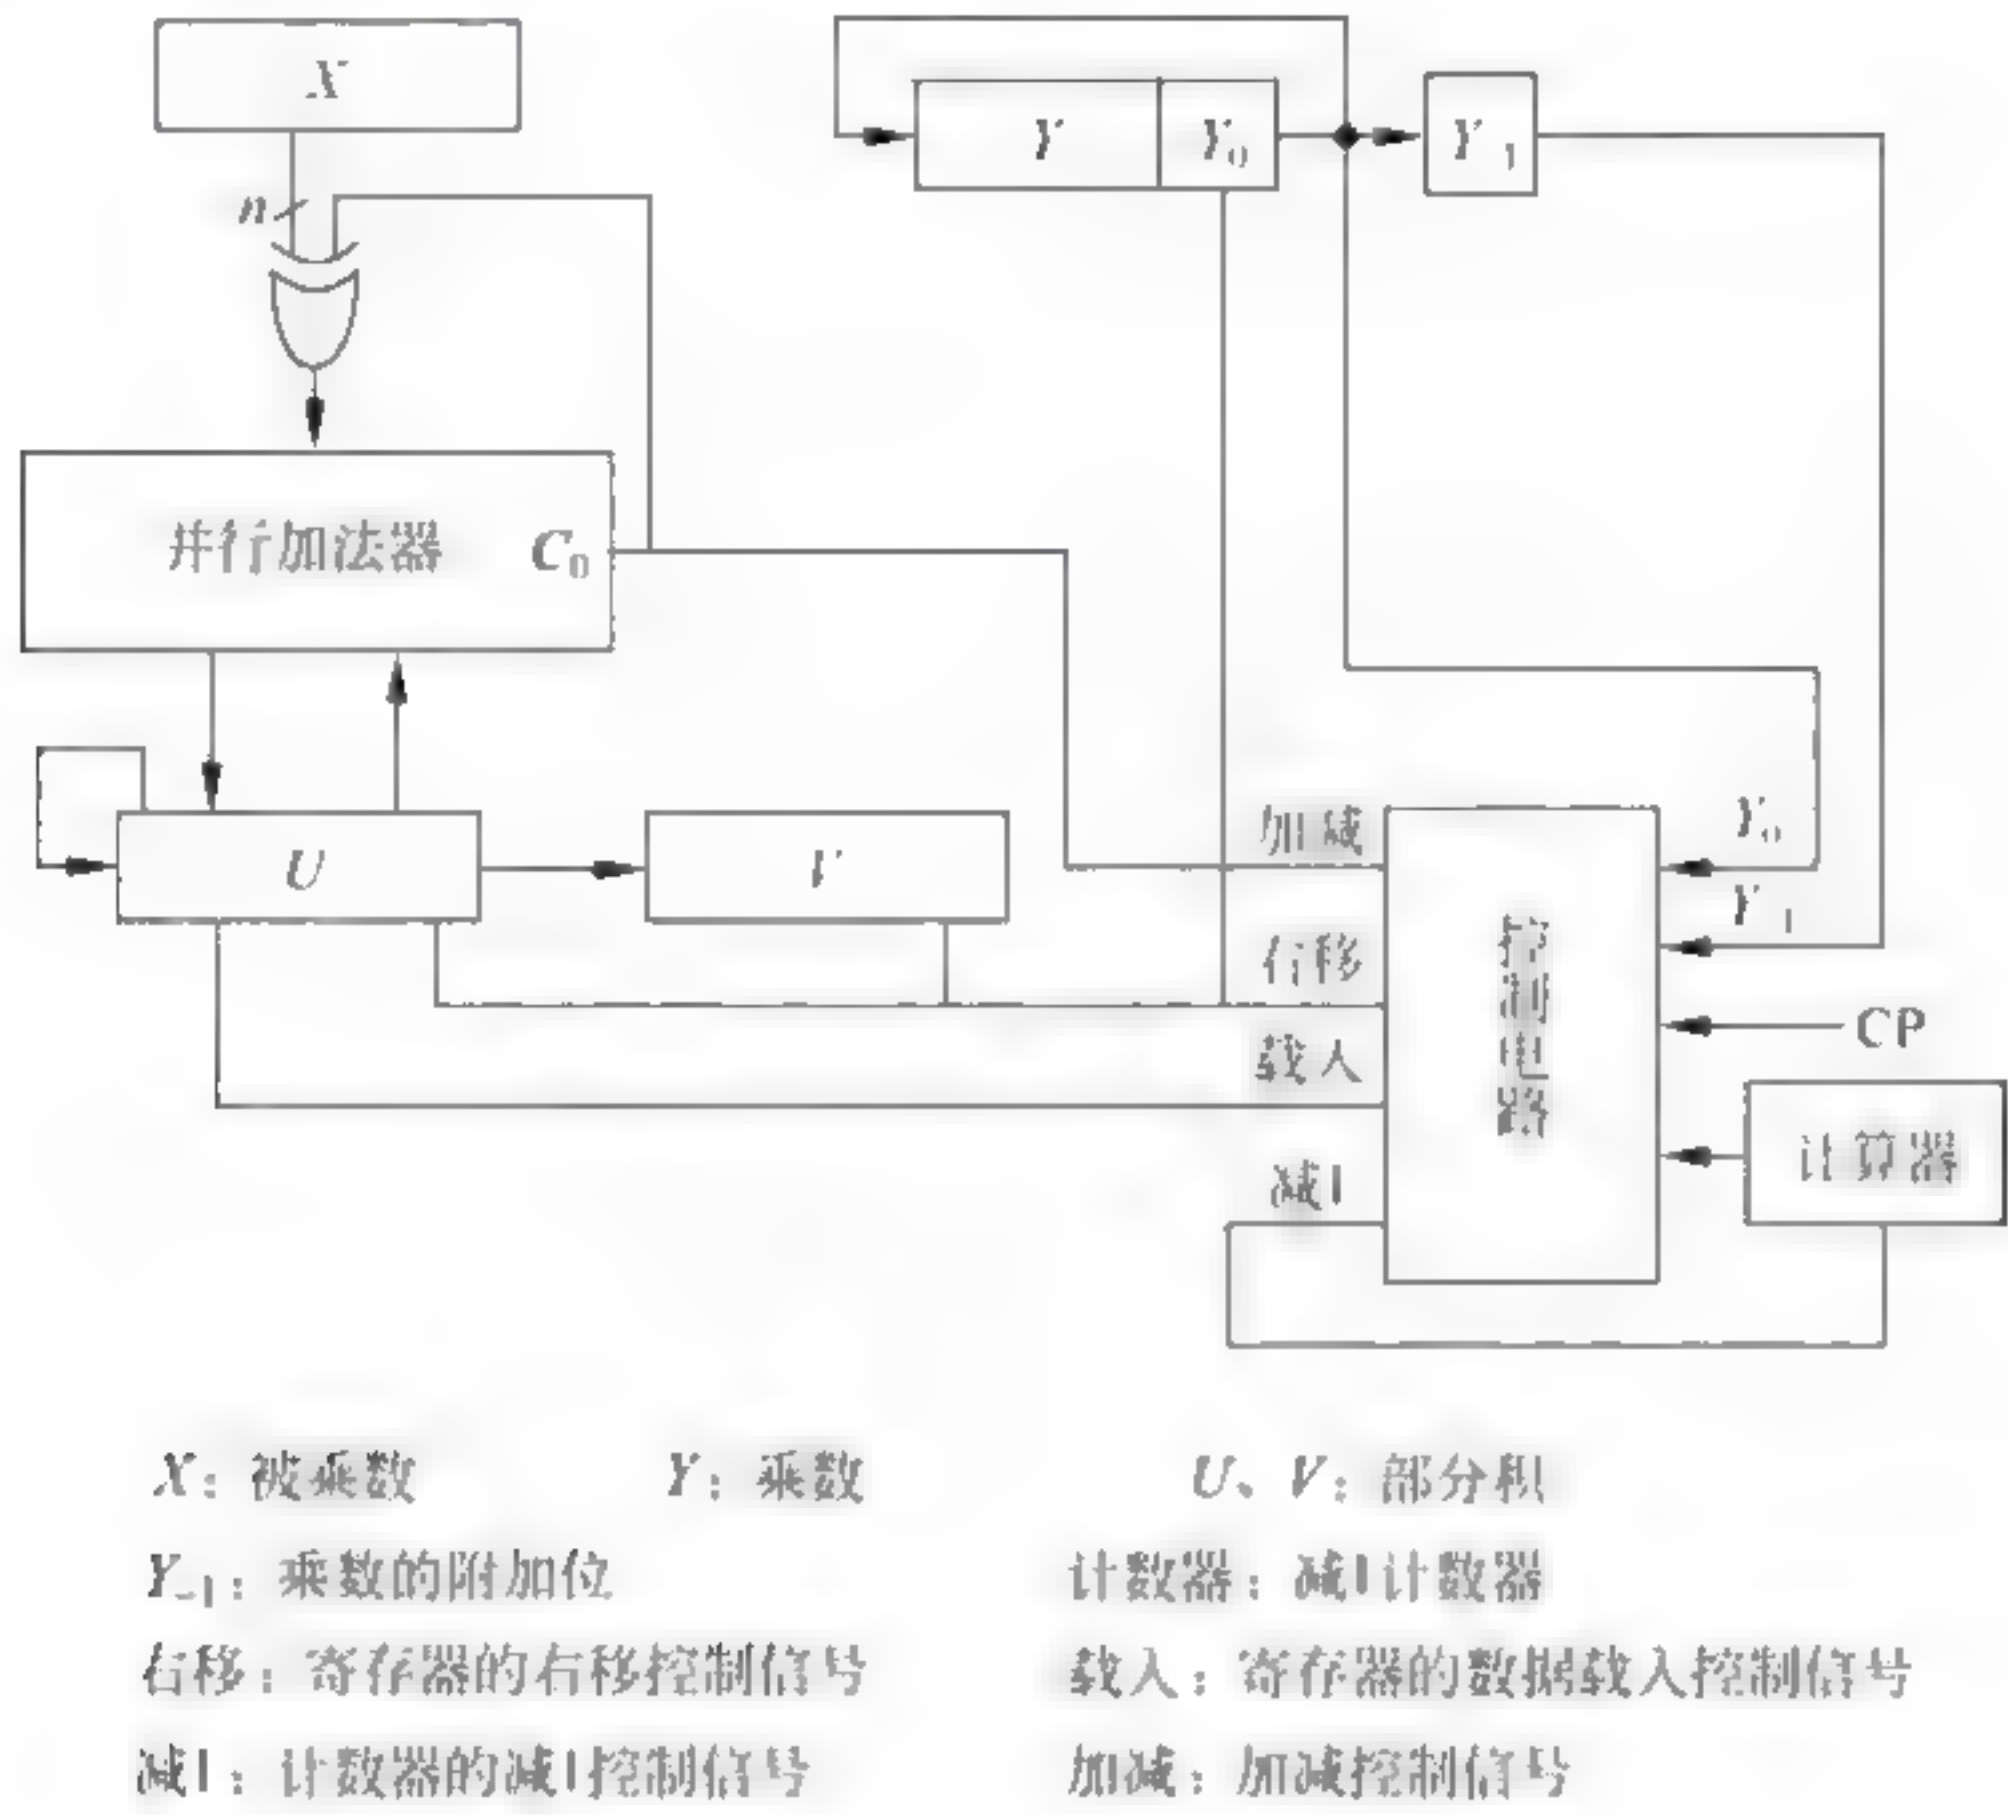 X
Y Y0
Y-1
n
并行加法器 C0
U
V
加减
右移
载入
减1
控制电路
Y0
Y-1
CP
计算器
X：被乘数 Y：乘数 U、V：部分积
Y-1：乘数的附加位 计数器：减1计数器
右移：寄存器的右移控制信号 载入：寄存器的数据载入控制信号
减1：计数器的减1控制信号 加减：加减控制信号